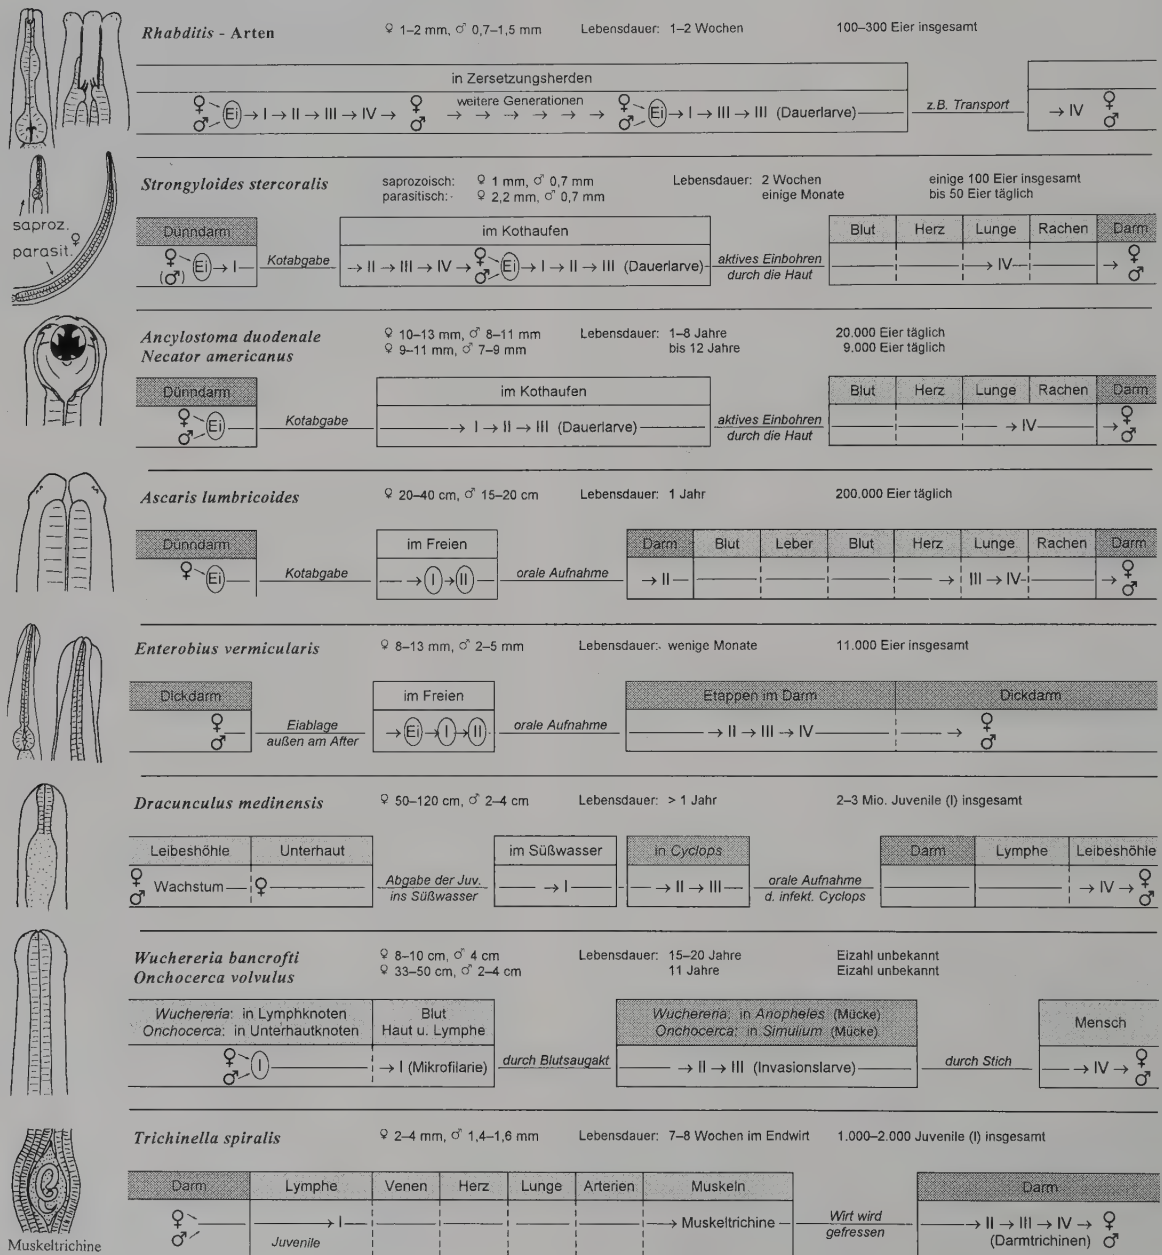 Rhabditis - Arten ♀ 1–2 mm, ♂ 0,7–1,5 mm Lebensdauer: 1–2 Wochen 100–300 Eier insgesamt
in Zersetzungsherden
♀ ♂ Ei → I → II → III → IV → ♀ ♂ weitere Generationen → → → → → → ♀ ♂ Ei → I → III → III (Dauerlarve) z.B. Transport → IV ♀ ♂
Strongyloides stercoralis saprozoisch: ♀ 1 mm, ♂ 0,7 mm Lebensdauer: 2 Wochen einige 100 Eier insgesamt
parasitisch: ♀ 2,2 mm, ♂ 0,7 mm einige Monate bis 50 Eier täglich
saproz.
♀
parasit.
Dünndarm im Kothaufen Blut Herz Lunge Rachen Darm
♀ (♂) Ei → I Kotabgabe → II → III → IV → ♀ ♂ Ei → I → II → III (Dauerlarve) aktives Einbohren durch die Haut → IV → ♀ ♂
Ancylostoma duodenale ♀ 10–13 mm, ♂ 8–11 mm Lebensdauer: 1–8 Jahre 20.000 Eier täglich
Necator americanus ♀ 9–11 mm, ♂ 7–9 mm bis 12 Jahre 9.000 Eier täglich
Dünndarm im Kothaufen Blut Herz Lunge Rachen Darm
♀ ♂ Ei Kotabgabe → I → II → III (Dauerlarve) aktives Einbohren durch die Haut → IV → ♀ ♂
Ascaris lumbricoides ♀ 20–40 cm, ♂ 15–20 cm Lebensdauer: 1 Jahr 200.000 Eier täglich
Dünndarm im Freien Darm Blut Leber Blut Herz Lunge Rachen Darm
♀ Ei Kotabgabe → I → II orale Aufnahme → II → III → IV → ♀ ♂
Enterobius vermicularis ♀ 8–13 mm, ♂ 2–5 mm Lebensdauer: wenige Monate 11.000 Eier insgesamt
Dickdarm im Freien Etappen im Darm Dickdarm
♀ ♂ Eiablage außen am After → Ei → I → II orale Aufnahme → II → III → IV → ♀ ♂
Dracunculus medinensis ♀ 50–120 cm, ♂ 2–4 cm Lebensdauer: > 1 Jahr 2–3 Mio. Juvenile (I) insgesamt
Leibeshöhle Unterhaut im Süßwasser in Cyclops Darm Lymphe Leibeshöhle
♀ ♂ Wachstum ♀ Abgabe der Juv. ins Süßwasser → I → II → III orale Aufnahme d. infekt. Cyclops → IV → ♀ ♂
Wuchereria bancrofti ♀ 8–10 cm, ♂ 4 cm Lebensdauer: 15–20 Jahre Eizahl unbekannt
Onchocerca volvulus ♀ 33–50 cm, ♂ 2–4 cm 11 Jahre Eizahl unbekannt
Wuchereria: in Lymphknoten Blut Wuchereria: in Anopheles (Mücke) Mensch
Onchocerca: in Unterhautknoten Haut u. Lymphe Onchocerca: in Simulium (Mücke)
♀ ♂ I → I (Mikrofilarie) durch Blutsaugakt → II → III (Invasionslarve) durch Stich → IV → ♀ ♂
Trichinella spiralis ♀ 2–4 mm, ♂ 1,4–1,6 mm Lebensdauer: 7–8 Wochen im Endwirt 1.000–2.000 Juvenile (I) insgesamt
Darm Lymphe Venen Herz Lunge Arterien Muskeln Darm
♀ ♂ → I Juvenile → Muskeltrichine Wirt wird gefressen → II → III → IV → ♀ ♂ (Darmtrichinen)
Muskeltrichine